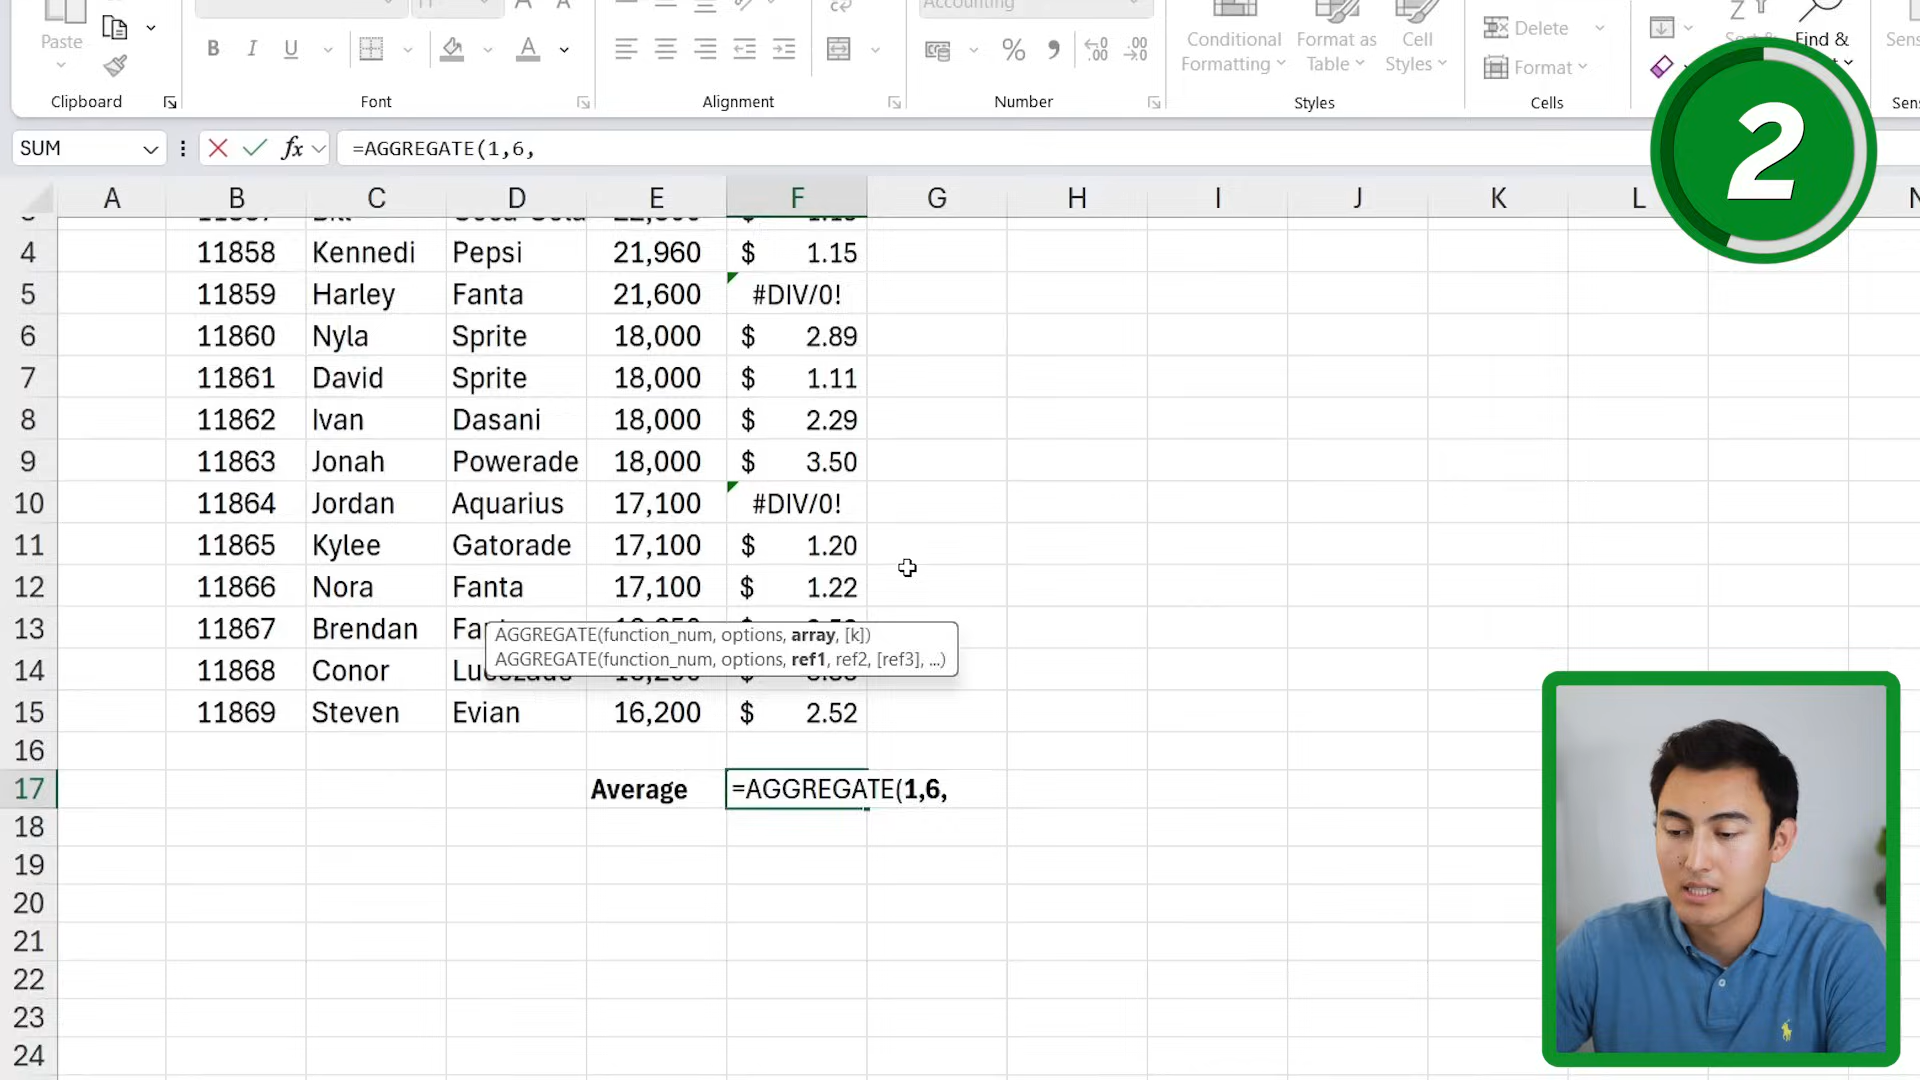 Accounting
Paste
B I U A
Conditional Formatting
Format as Table
Cell Styles
Delete
Format
Find &
Sens
Clipboard Font Alignment Number Styles Cells Sens
2
SUM fx =AGGREGATE(1,6,
A B C D E F G H I J K L N
4 11858 Kennedi Pepsi 21,960 $ 1.15
5 11859 Harley Fanta 21,600 #DIV/0!
6 11860 Nyla Sprite 18,000 $ 2.89
7 11861 David Sprite 18,000 $ 1.11
8 11862 Ivan Dasani 18,000 $ 2.29
9 11863 Jonah Powerade 18,000 $ 3.50
10 11864 Jordan Aquarius 17,100 #DIV/0!
11 11865 Kylee Gatorade 17,100 $ 1.20
12 11866 Nora Fanta 17,100 $ 1.22
13 11867 Brendan
AGGREGATE(function_num, options, array, [k])
AGGREGATE(function_num, options, ref1, ref2, [ref3], ...)
14 11868 Conor
15 11869 Steven Evian 16,200 $ 2.52
16
17 Average =AGGREGATE(1,6,
18
19
20
21
22
23
24